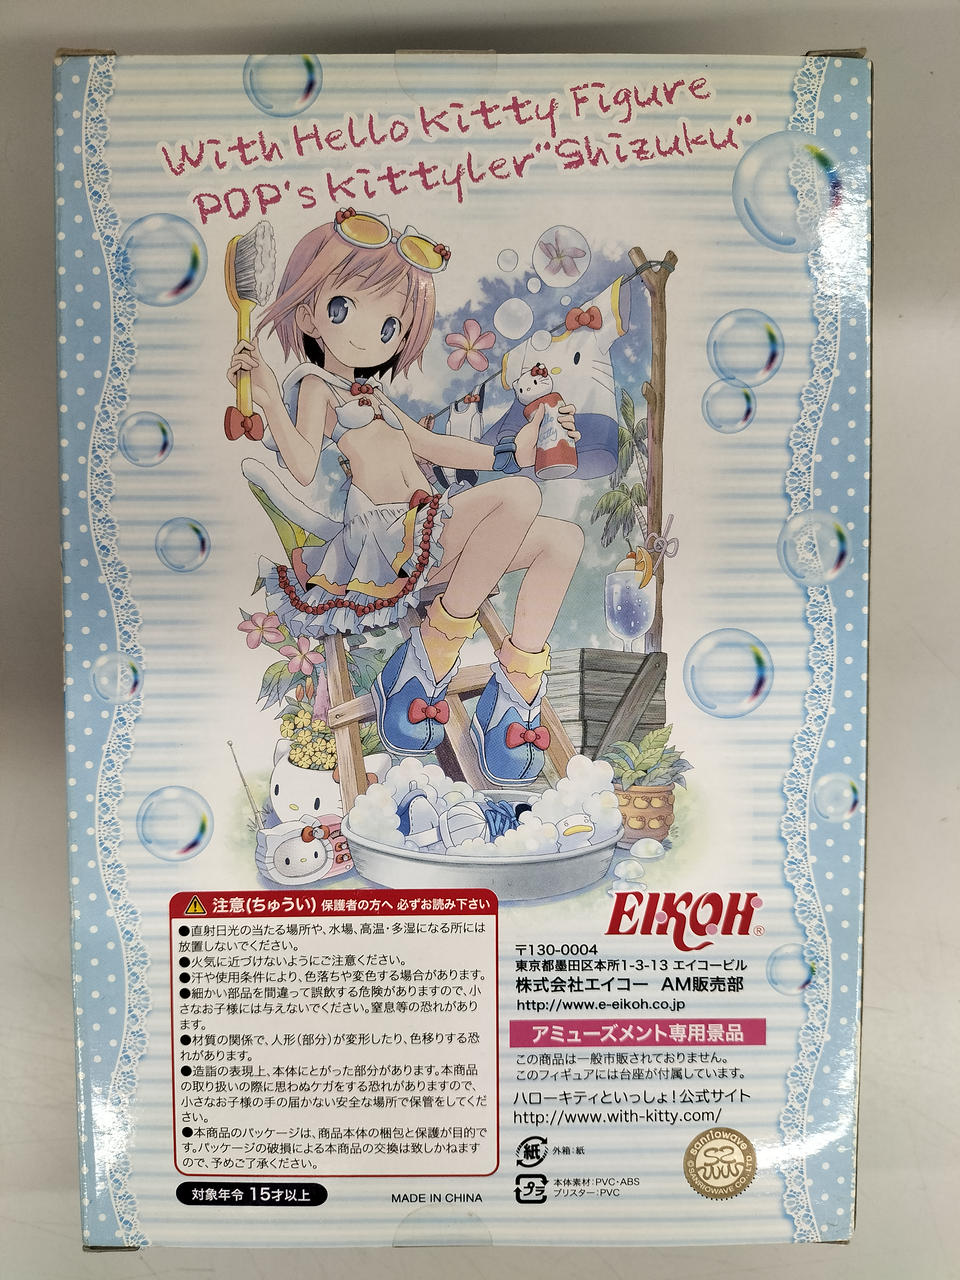 With Hello Kitty Figure
POP's Kittyler "Shizuku"
Hello Kitty
⚠ 注意(ちゅうい) 保護者の方へ 必ずお読み下さい
●直射日光の当たる場所や、水場、高温・多湿になる所には
放置しないでください。
●火気に近づけないようにご注意ください。
●汗や使用条件により、色落ちや変色する場合があります。
●細かい部品を間違って誤飲する危険がありますので、小
さなお子様には与えないでください。窒息等の恐れがあり
ます。
●材質の関係で、人形(部分)が変形したり、色移りする恐
れがあります。
●造詣の表現上、本体にとがった部分があります。本商品
の取り扱いの際に思わぬケガをする恐れがありますので、
小さなお子様の手の届かない安全な場所で保管をしてくだ
さい。
●本商品のパッケージは、商品本体の梱包と保護が目的で
す。パッケージの破損による本商品の交換は致しかねます
ので、予めご了承ください。
対象年令 15才以上
MADE IN CHINA
EIKOH®
〒130-0004
東京都墨田区本所1-3-13 エイコービル
株式会社エイコー AM販売部
http://www.e-eikoh.co.jp
アミューズメント専用景品
この商品は一般市販されておりません。
このフィギュアには台座が付属しています。
ハローキティといっしょ!公式サイト
http://www.with-kitty.com/
紙
外箱:紙
プラ
本体素材:PVC・ABS
ブリスター:PVC
Sanriowave
©SANRIOWAVE CO., LTD.